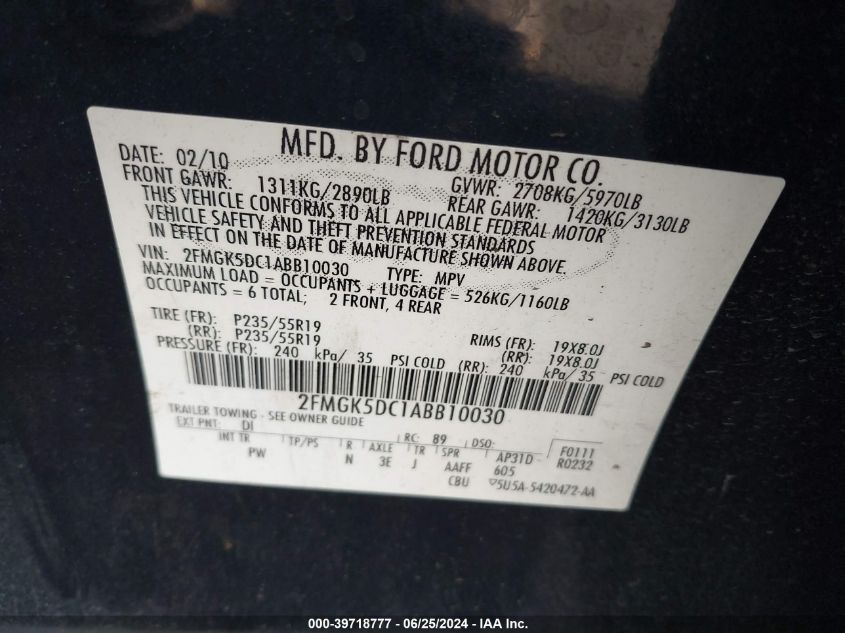 MFD. BY FORD MOTOR CO.
DATE: 02/10 GVWR: 2708KG/5970LB
FRONT GAWR: 1311KG/2890LB REAR GAWR: 1420KG/3130LB
THIS VEHICLE CONFORMS TO ALL APPLICABLE FEDERAL MOTOR
VEHICLE SAFETY AND THEFT PREVENTION STANDARDS
IN EFFECT ON THE DATE OF MANUFACTURE SHOWN ABOVE.
VIN: 2FMGK5DC1ABB10030 TYPE: MPV
MAXIMUM LOAD = OCCUPANTS + LUGGAGE = 526KG/1160LB
OCCUPANTS = 6 TOTAL; 2 FRONT, 4 REAR
TIRE (FR): P235/55R19 RIMS (FR): 19X8.0J
(RR): P235/55R19 (RR): 19X8.0J
PRESSURE (FR): 240 kPa/ 35 PSI COLD (RR): 240 kPa/35 PSI COLD
2FMGK5DC1ABB10030
TRAILER TOWING - SEE OWNER GUIDE
EXT PNT: DI RC: 89 DSO: F0111
INT TR TP/PS R AXLE TR SPR AP31D R0232
PW N 3E J AAFF 605
CBU 5U5A-5420472-AA
000-39718777 - 06/25/2024 - IAA Inc.